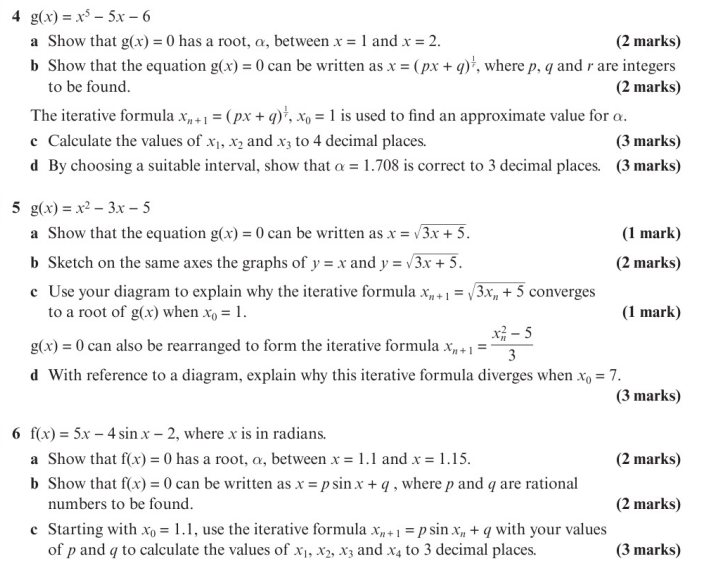 4 g(x) = x⁵ − 5x − 6
a Show that g(x) = 0 has a root, α, between x = 1 and x = 2. (2 marks)
b Show that the equation g(x) = 0 can be written as x = (px + q)^(1/r), where p, q and r are integers
to be found. (2 marks)
The iterative formula xₙ₊₁ = (pxₙ + q)^(1/r), x₀ = 1 is used to find an approximate value for α.
c Calculate the values of x₁, x₂ and x₃ to 4 decimal places. (3 marks)
d By choosing a suitable interval, show that α = 1.708 is correct to 3 decimal places. (3 marks)
5 g(x) = x² − 3x − 5
a Show that the equation g(x) = 0 can be written as x = √(3x + 5). (1 mark)
b Sketch on the same axes the graphs of y = x and y = √(3x + 5). (2 marks)
c Use your diagram to explain why the iterative formula xₙ₊₁ = √(3xₙ + 5) converges
to a root of g(x) when x₀ = 1. (1 mark)
g(x) = 0 can also be rearranged to form the iterative formula xₙ₊₁ = (xₙ² − 5)/3
d With reference to a diagram, explain why this iterative formula diverges when x₀ = 7.
(3 marks)
6 f(x) = 5x − 4 sin x − 2, where x is in radians.
a Show that f(x) = 0 has a root, α, between x = 1.1 and x = 1.15. (2 marks)
b Show that f(x) = 0 can be written as x = p sin x + q , where p and q are rational
numbers to be found. (2 marks)
c Starting with x₀ = 1.1, use the iterative formula xₙ₊₁ = p sin xₙ + q with your values
of p and q to calculate the values of x₁, x₂, x₃ and x₄ to 3 decimal places. (3 marks)